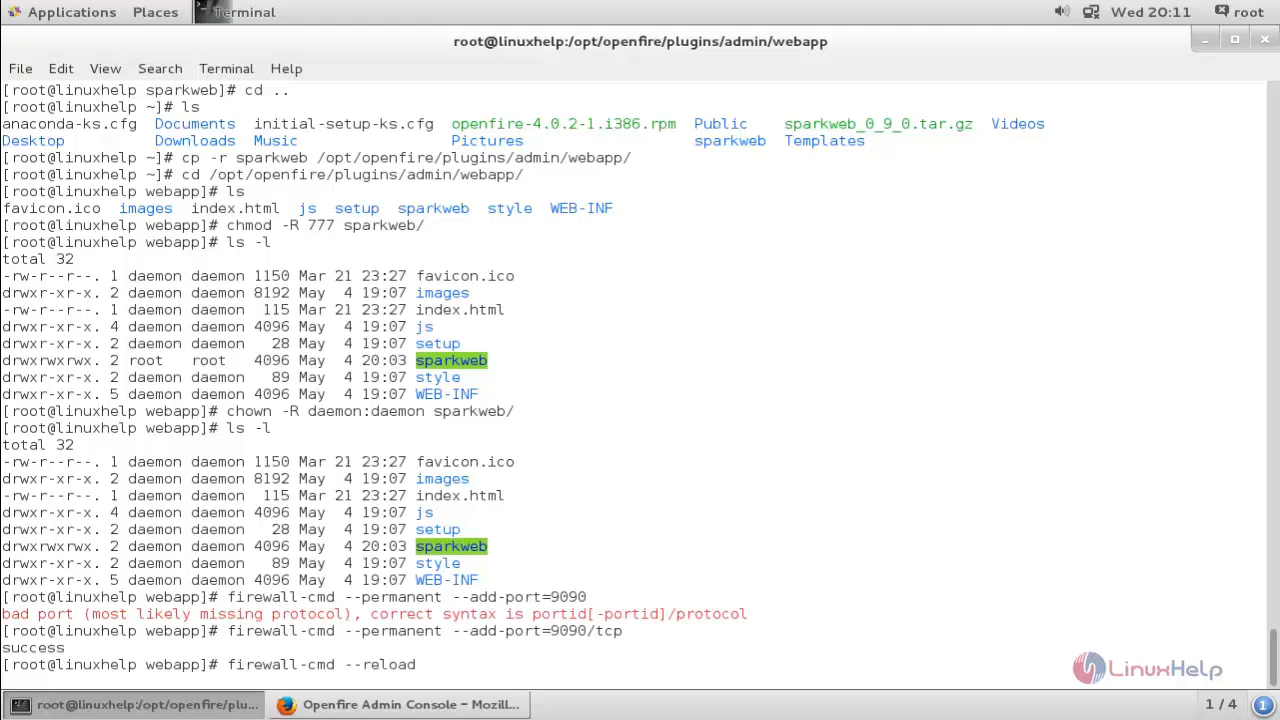 Applications Places Terminal Wed 20:11 root
root@linuxhelp:/opt/openfire/plugins/admin/webapp
File Edit View Search Terminal Help
[root@linuxhelp sparkweb]# cd ..
[root@linuxhelp ~]# ls
anaconda-ks.cfg Documents initial-setup-ks.cfg openfire-4.0.2-1.i386.rpm Public sparkweb_0_9_0.tar.gz Videos
Desktop Downloads Music Pictures sparkweb Templates
[root@linuxhelp ~]# cp -r sparkweb /opt/openfire/plugins/admin/webapp/
[root@linuxhelp ~]# cd /opt/openfire/plugins/admin/webapp/
[root@linuxhelp webapp]# ls
favicon.ico images index.html js setup sparkweb style WEB-INF
[root@linuxhelp webapp]# chmod -R 777 sparkweb/
[root@linuxhelp webapp]# ls -l
total 32
-rw-r--r--. 1 daemon daemon 1150 Mar 21 23:27 favicon.ico
drwxr-xr-x. 2 daemon daemon 8192 May 4 19:07 images
-rw-r--r--. 1 daemon daemon 115 Mar 21 23:27 index.html
drwxr-xr-x. 4 daemon daemon 4096 May 4 19:07 js
drwxr-xr-x. 2 daemon daemon 28 May 4 19:07 setup
drwxrwxrwx. 2 root root 4096 May 4 20:03 sparkweb
drwxr-xr-x. 2 daemon daemon 89 May 4 19:07 style
drwxr-xr-x. 5 daemon daemon 4096 May 4 19:07 WEB-INF
[root@linuxhelp webapp]# chown -R daemon:daemon sparkweb/
[root@linuxhelp webapp]# ls -l
total 32
-rw-r--r--. 1 daemon daemon 1150 Mar 21 23:27 favicon.ico
drwxr-xr-x. 2 daemon daemon 8192 May 4 19:07 images
-rw-r--r--. 1 daemon daemon 115 Mar 21 23:27 index.html
drwxr-xr-x. 4 daemon daemon 4096 May 4 19:07 js
drwxr-xr-x. 2 daemon daemon 28 May 4 19:07 setup
drwxrwxrwx. 2 daemon daemon 4096 May 4 20:03 sparkweb
drwxr-xr-x. 2 daemon daemon 89 May 4 19:07 style
drwxr-xr-x. 5 daemon daemon 4096 May 4 19:07 WEB-INF
[root@linuxhelp webapp]# firewall-cmd --permanent --add-port=9090
bad port (most likely missing protocol), correct syntax is portid[-portid]/protocol
[root@linuxhelp webapp]# firewall-cmd --permanent --add-port=9090/tcp
success
[root@linuxhelp webapp]# firewall-cmd --reload
LinuxHelp
root@linuxhelp:/opt/openfire/plu... Openfire Admin Console - Mozill... 1 / 4 1